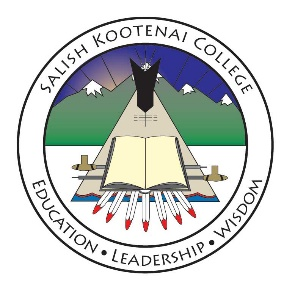 SALISH KOOTENAI COLLEGE
EDUCATION • LEADERSHIP • WISDOM